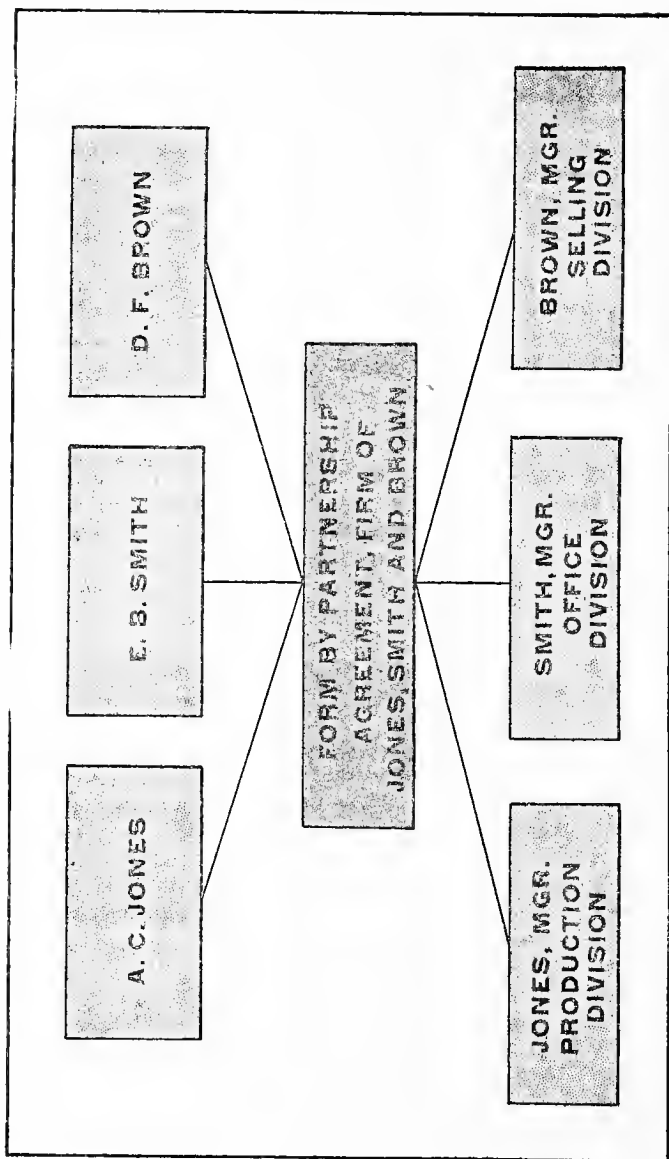 A. C. JONES
E. B. SMITH
D. F. BROWN
FORM BY PARTNERSHIP
AGREEMENT, FIRM OF
JONES, SMITH AND BROWN
JONES, MGR.
PRODUCTION
DIVISION
SMITH, MGR.
OFFICE
DIVISION
BROWN, MGR.
SELLING
DIVISION